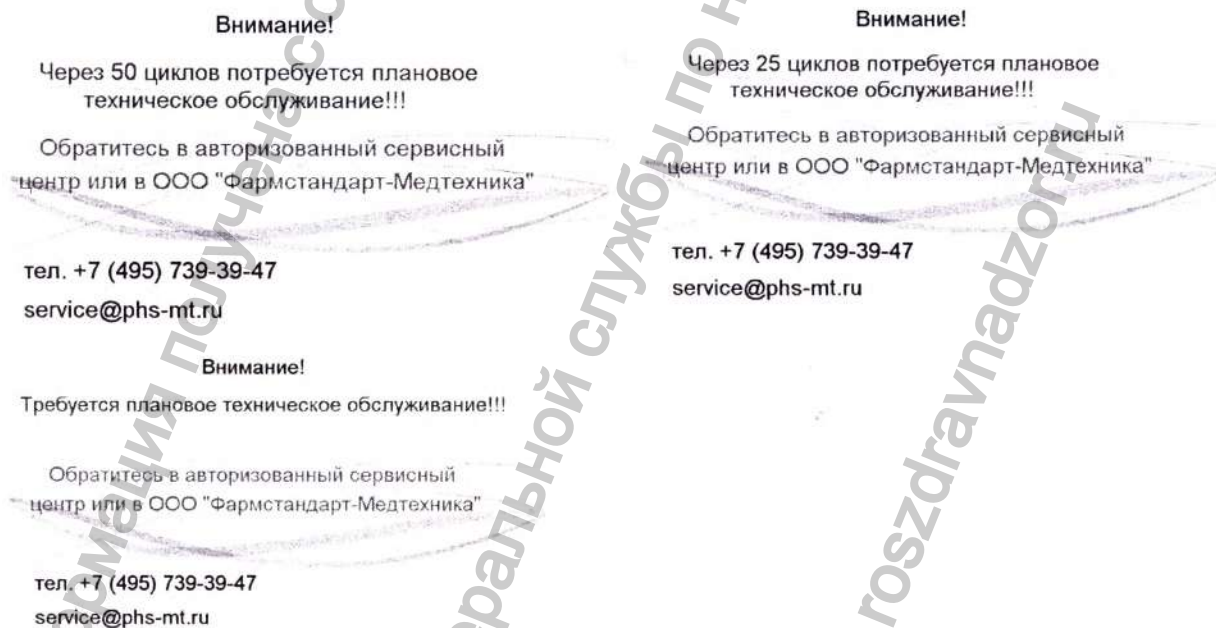 Внимание!
Через 50 циклов потребуется плановое
техническое обслуживание!!!
Обратитесь в авторизованный сервисный
центр или в ООО "Фармстандарт-Медтехника"
тел. +7 (495) 739-39-47
service@phs-mt.ru
Внимание!
Через 25 циклов потребуется плановое
техническое обслуживание!!!
Обратитесь в авторизованный сервисный
центр или в ООО "Фармстандарт-Медтехника"
тел. +7 (495) 739-39-47
service@phs-mt.ru
Внимание!
Требуется плановое техническое обслуживание!!!
Обратитесь в авторизованный сервисный
центр или в ООО "Фармстандарт-Медтехника"
тел. +7 (495) 739-39-47
service@phs-mt.ru
получена с
службы по н
roszdravnadzor.ru